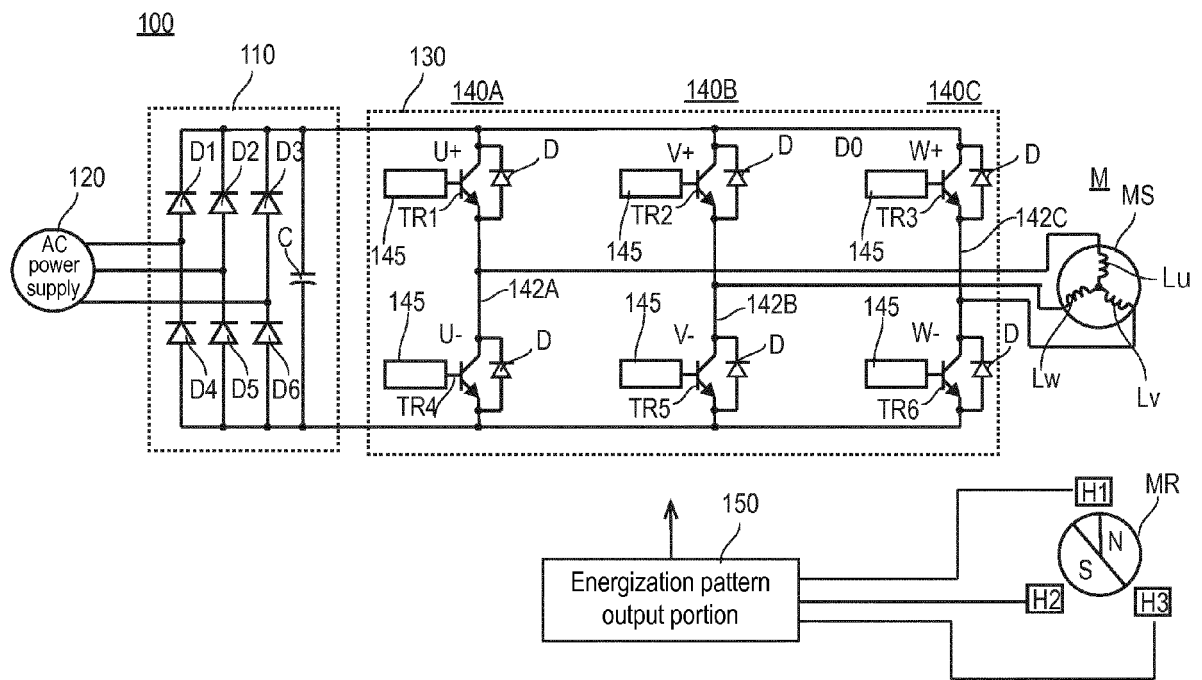 100
110
130
140A
140B
140C
D1
D2
D3
U+
D
V+
D
D0
W+
D
M
MS
120
AC
power
supply
C
TR1
TR2
TR3
142C
145
145
145
Lu
145
142A
145
142B
145
U-
D
V-
D
W-
D
D4
D5
D6
Lw
Lv
TR4
TR5
TR6
150
H1
MR
N
S
Energization pattern
output portion
H2
H3